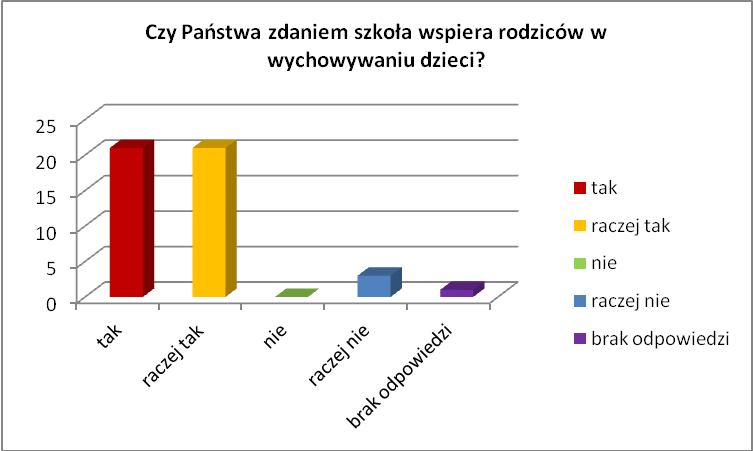 Czy Państwa zdaniem szkoła wspiera rodziców w
wychowywaniu dzieci?
25
20
15
10
5
0
tak
raczej tak
nie
raczej nie
brak odpowiedzi
tak
raczej tak
nie
raczej nie
brak odpowiedzi